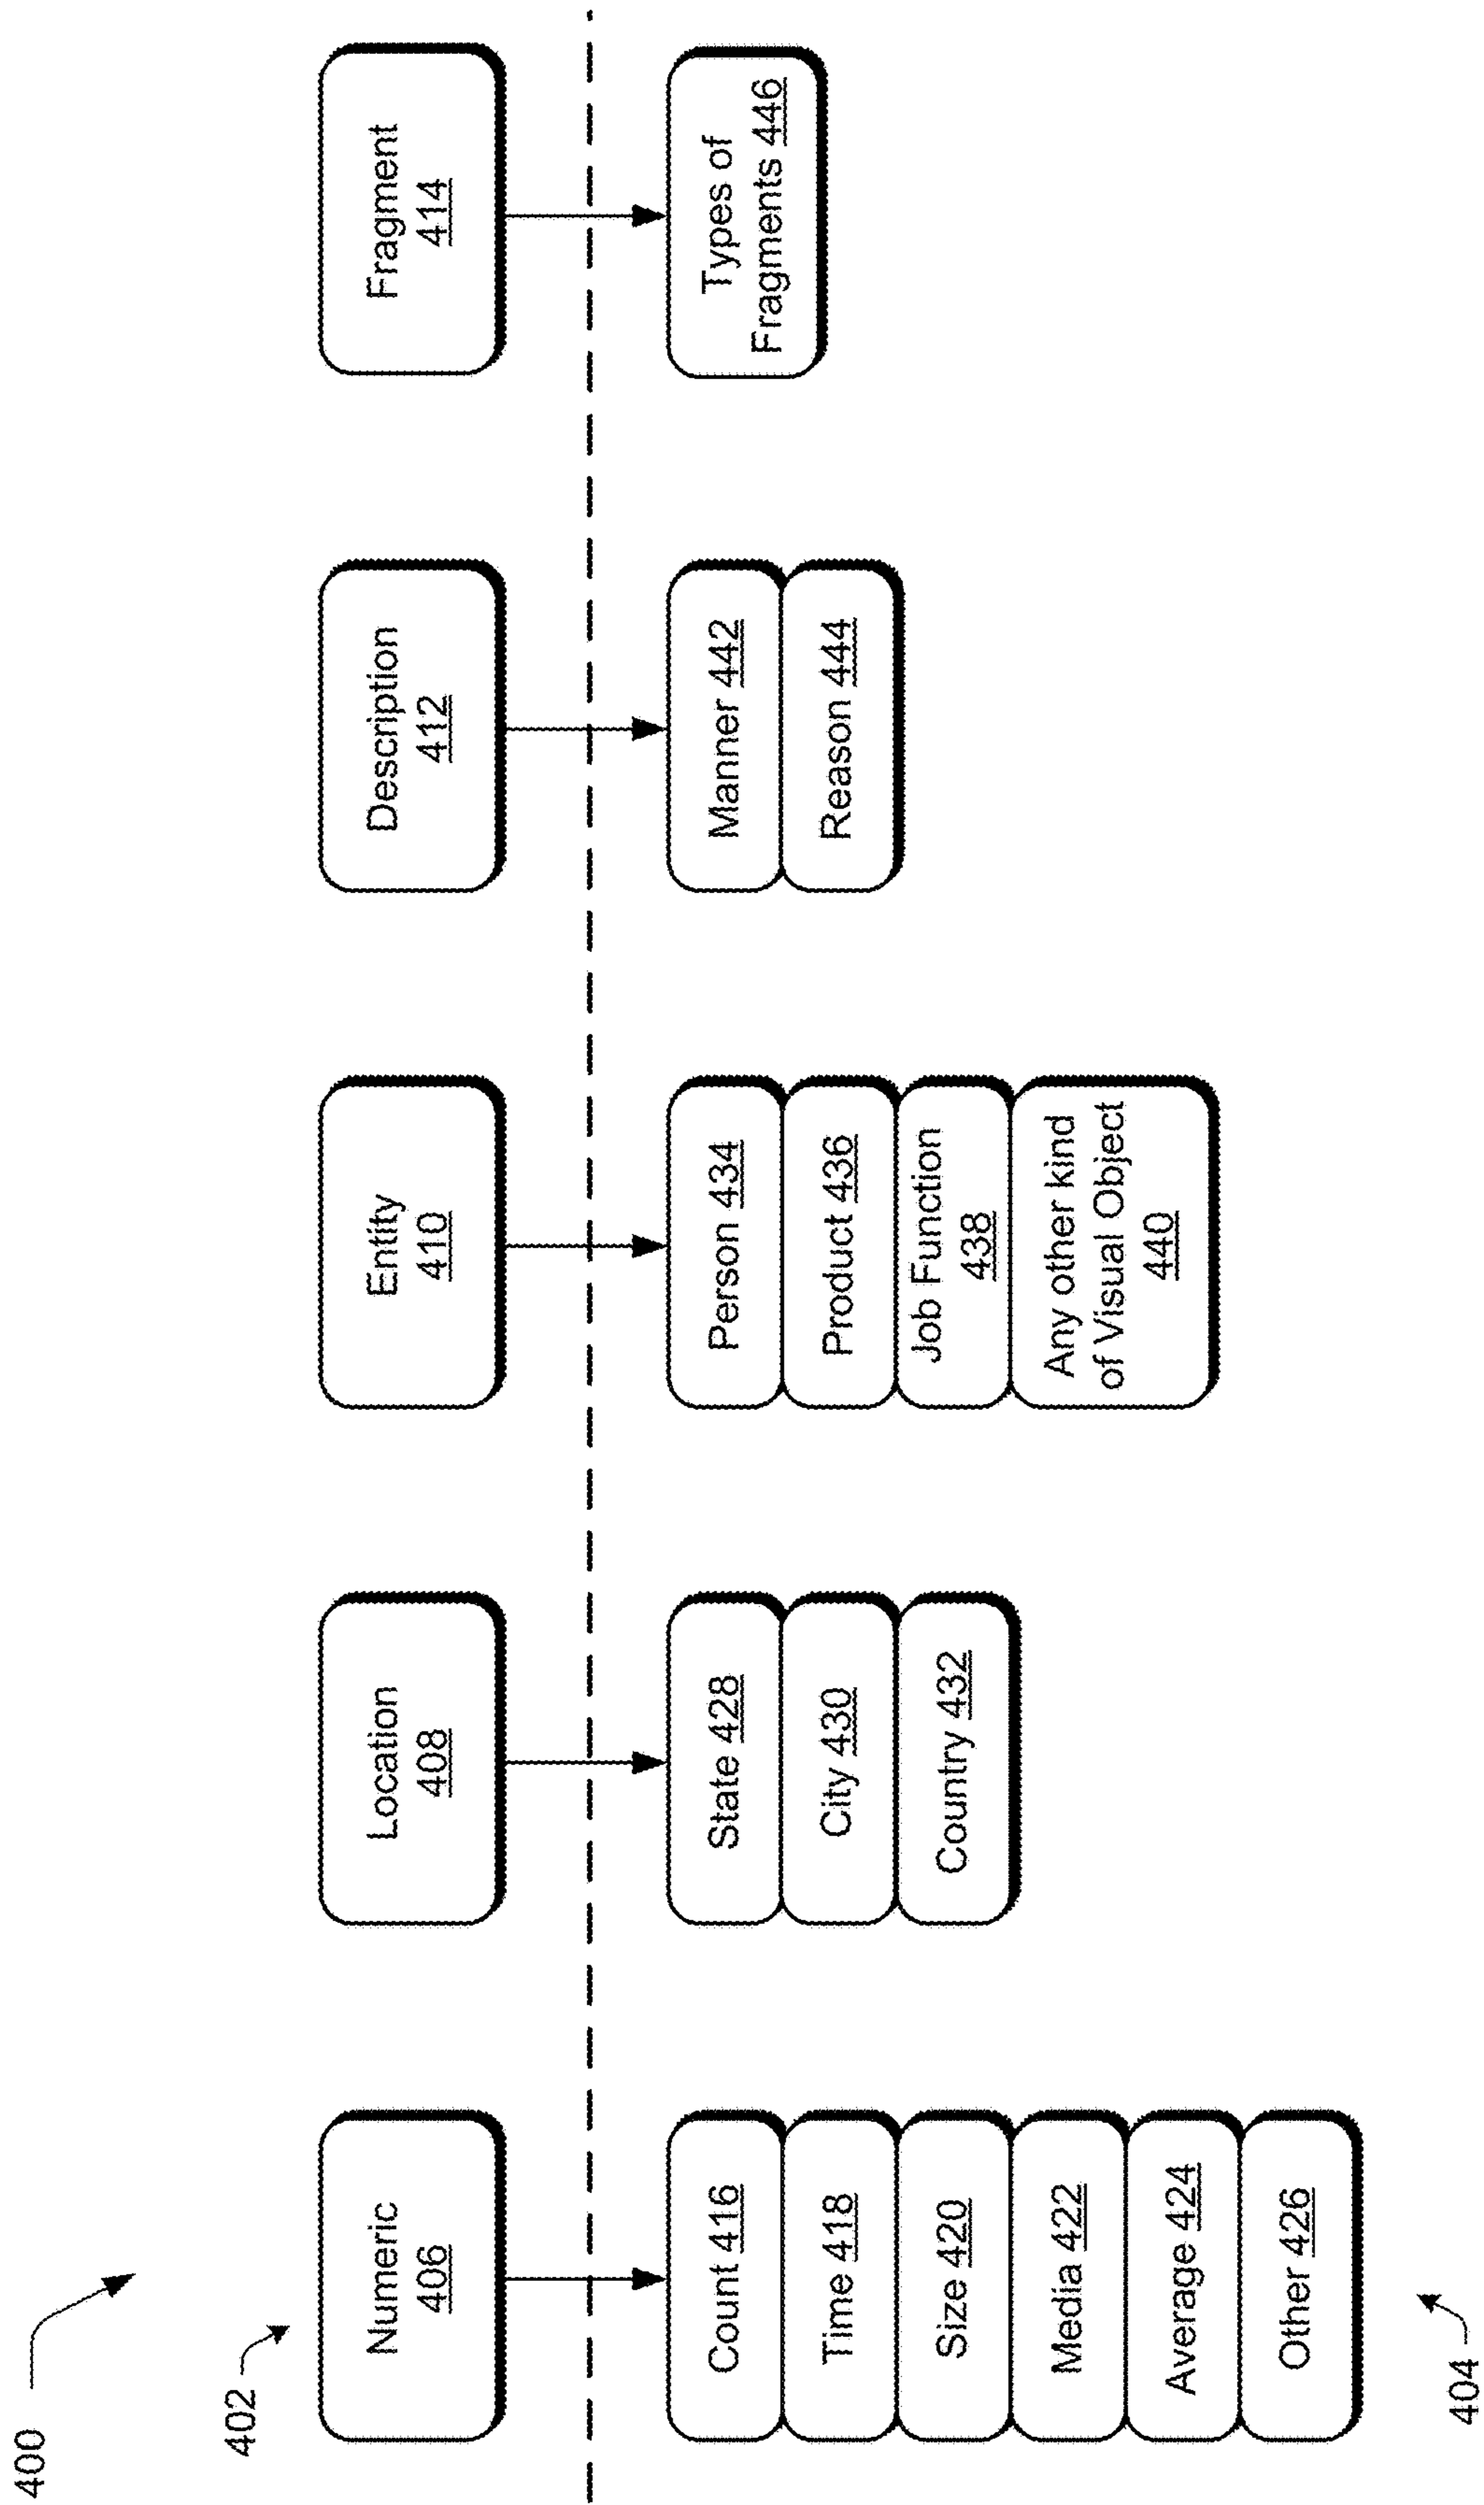 400
402
Numeric
406
Location
408
Entity
410
Description
412
Fragment
414
Count 416
Time 418
Size 420
Media 422
Average 424
Other 426
State 428
City 430
Country 432
Person 434
Product 436
Job Function
438
Any other kind
of Visual Object
440
Manner 442
Reason 444
Types of
Fragments 446
404